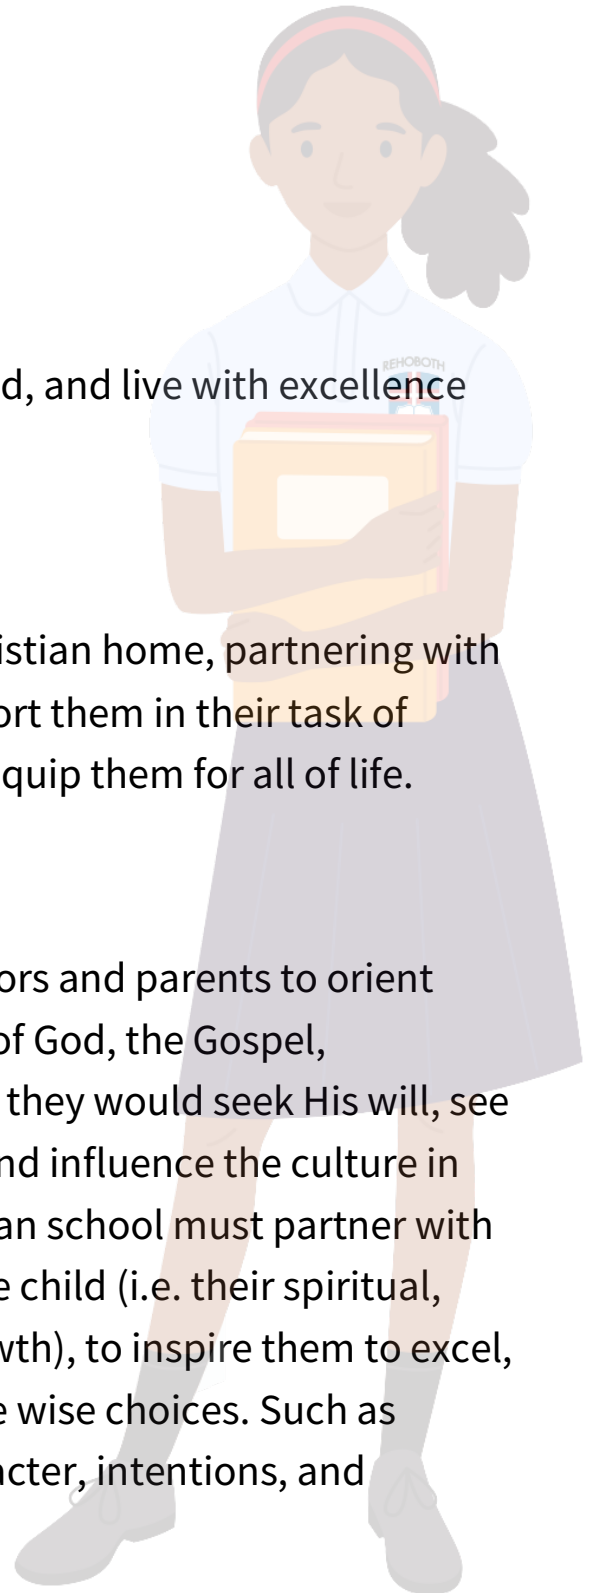 REHOBOTH
d, and live with excellence
istian home, partnering with
ort them in their task of
quip them for all of life.
ors and parents to orient
of God, the Gospel,
they would seek His will, see
nd influence the culture in
an school must partner with
e child (i.e. their spiritual,
wth), to inspire them to excel,
e wise choices. Such as
acter, intentions, and